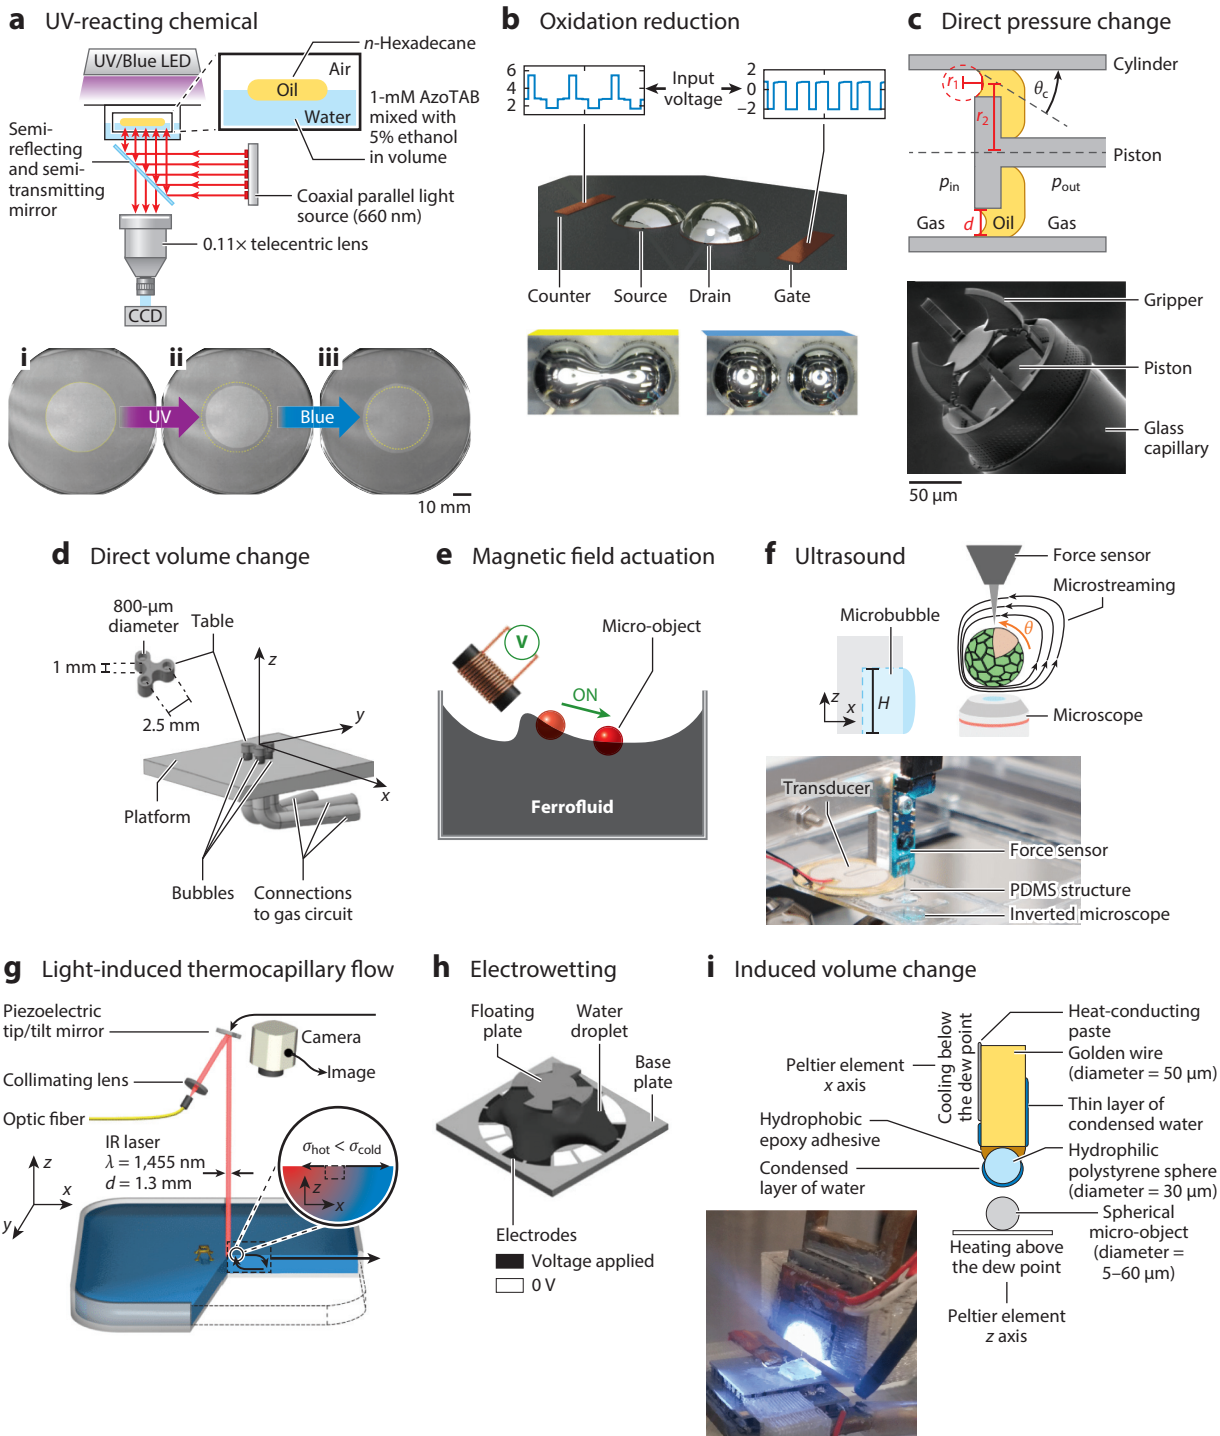 a UV-reacting chemical
UV/Blue LED
n-Hexadecane
Air
Oil
Water
1-mM AzoTAB
mixed with
5% ethanol
in volume
Semi-
reflecting
and semi-
transmitting
mirror
Coaxial parallel light
source (660 nm)
0.11× telecentric lens
CCD
i
ii
iii
UV
Blue
10 mm
b Oxidation reduction
6
4
2
Input
voltage
2
0
−2
Counter
Source
Drain
Gate
c Direct pressure change
Cylinder
r1
θc
r2
Piston
pin
pout
Gas
d
Oil
Gas
Gripper
Piston
Glass
capillary
50 µm
d Direct volume change
800-µm
diameter
Table
1 mm
2.5 mm
z
y
x
Platform
Bubbles
Connections
to gas circuit
e Magnetic field actuation
V
Micro-object
ON
Ferrofluid
f Ultrasound
Force sensor
Microstreaming
Microbubble
θ
z
x
H
Microscope
Transducer
Force sensor
PDMS structure
Inverted microscope
g Light-induced thermocapillary flow
Piezoelectric
tip/tilt mirror
Camera
Image
Collimating lens
Optic fiber
IR laser
λ = 1,455 nm
d = 1.3 mm
σhot < σcold
z
x
z
x
y
h Electrowetting
Floating
plate
Water
droplet
Base
plate
Electrodes
Voltage applied
0 V
i Induced volume change
Peltier element
x axis
Cooling below
the dew point
Heat-conducting
paste
Golden wire
(diameter = 50 µm)
Thin layer of
condensed water
Hydrophobic
epoxy adhesive
Condensed
layer of water
Hydrophilic
polystyrene sphere
(diameter = 30 µm)
Spherical
micro-object
(diameter =
5–60 µm)
Heating above
the dew point
Peltier element
z axis